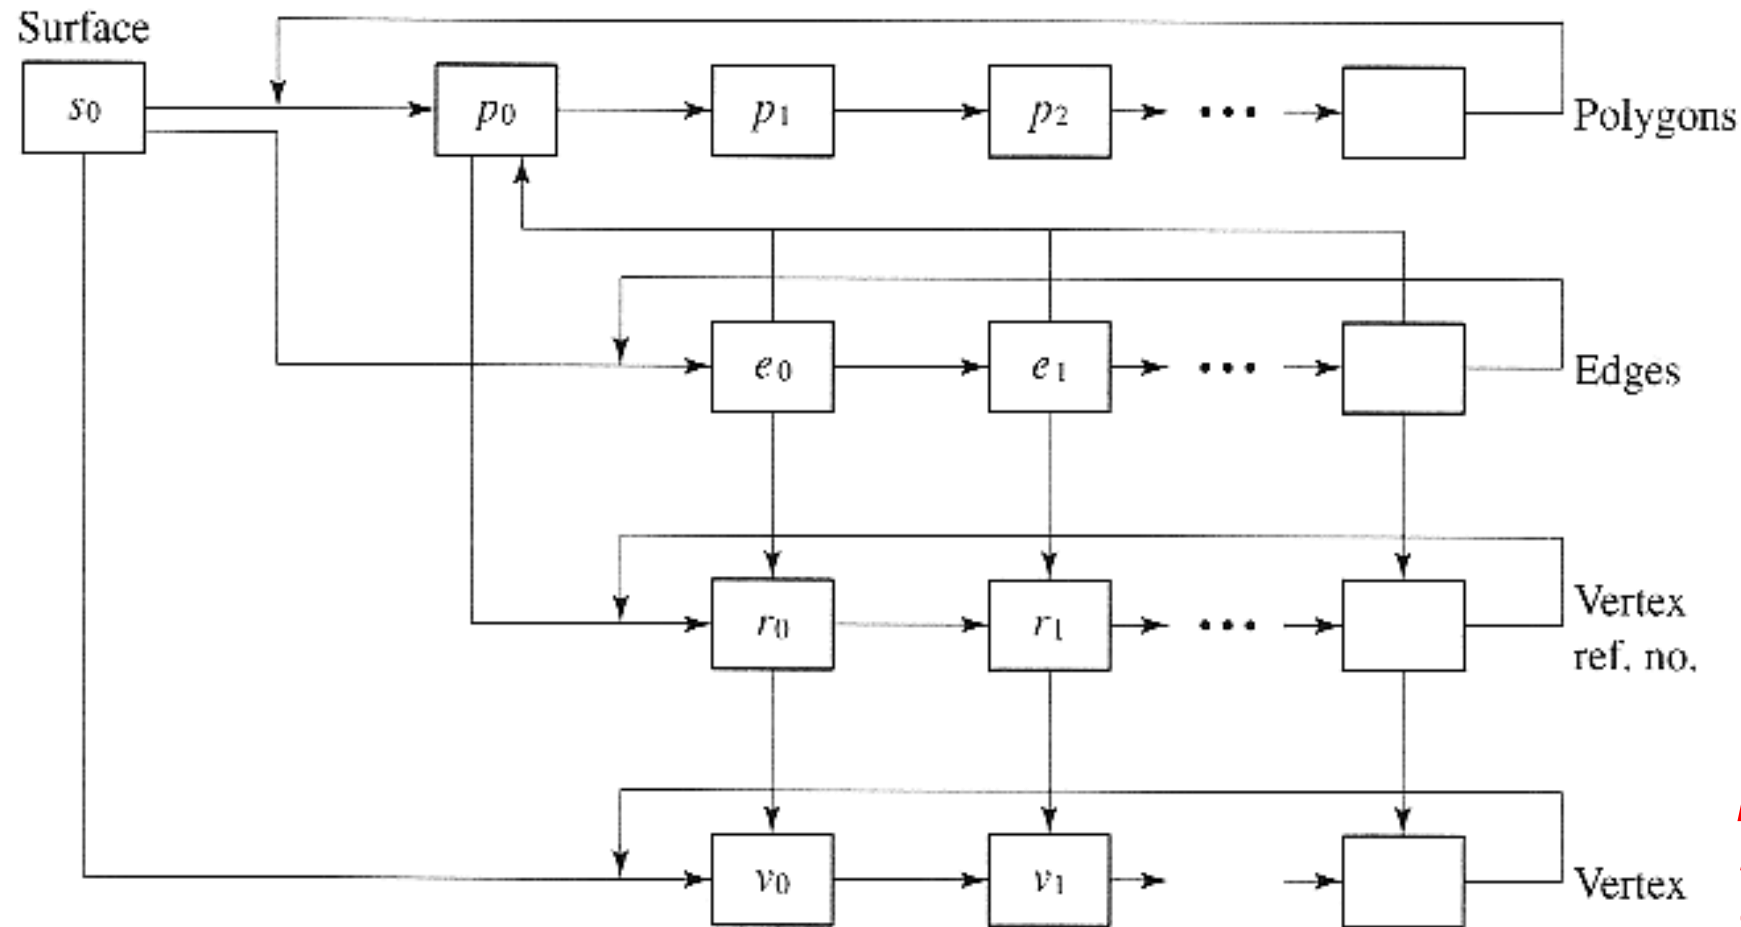 Surface
s0
p0
p1
p2
...
Polygons
e0
e1
...
Edges
r0
r1
...
Vertex
ref. no.
v0
v1
Vertex